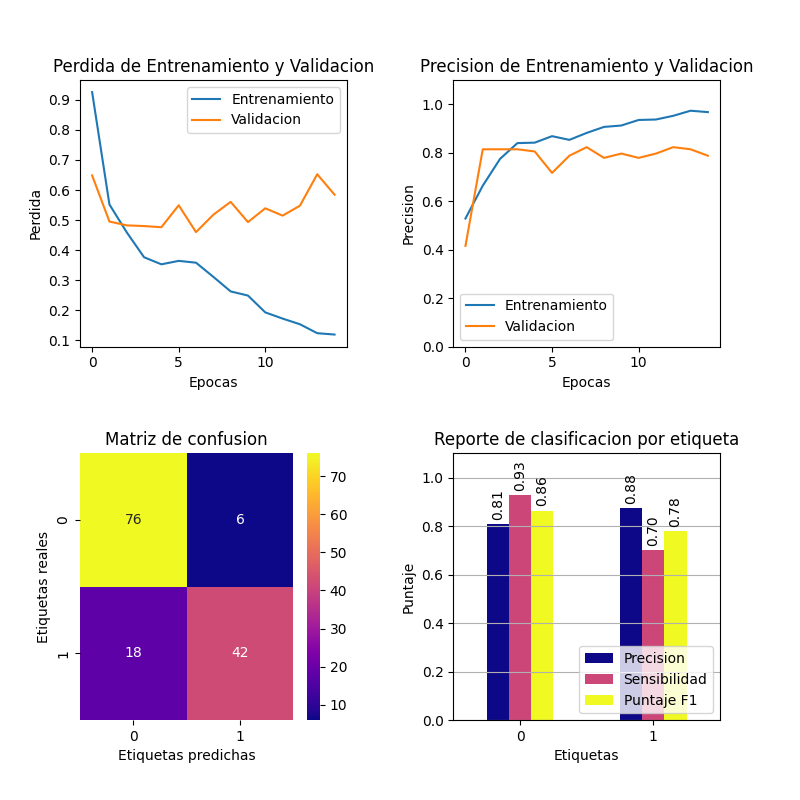 Perdida de Entrenamiento y Validacion
0.9
0.8
0.7
0.6
0.5
0.4
0.3
0.2
0.1
Perdida
0 5 10
Epocas
Entrenamiento
Validacion
Precision de Entrenamiento y Validacion
1.0
0.8
0.6
0.4
0.2
0.0
Precision
0 5 10
Epocas
Entrenamiento
Validacion
Matriz de confusion
Etiquetas reales
0
1
76 6
18 42
0 1
Etiquetas predichas
70
60
50
40
30
20
10
Reporte de clasificacion por etiqueta
1.0
0.8
0.6
0.4
0.2
0.0
Puntaje
0.81 0.93 0.86 0.88 0.70 0.78
Precision
Sensibilidad
Puntaje F1
0 1
Etiquetas